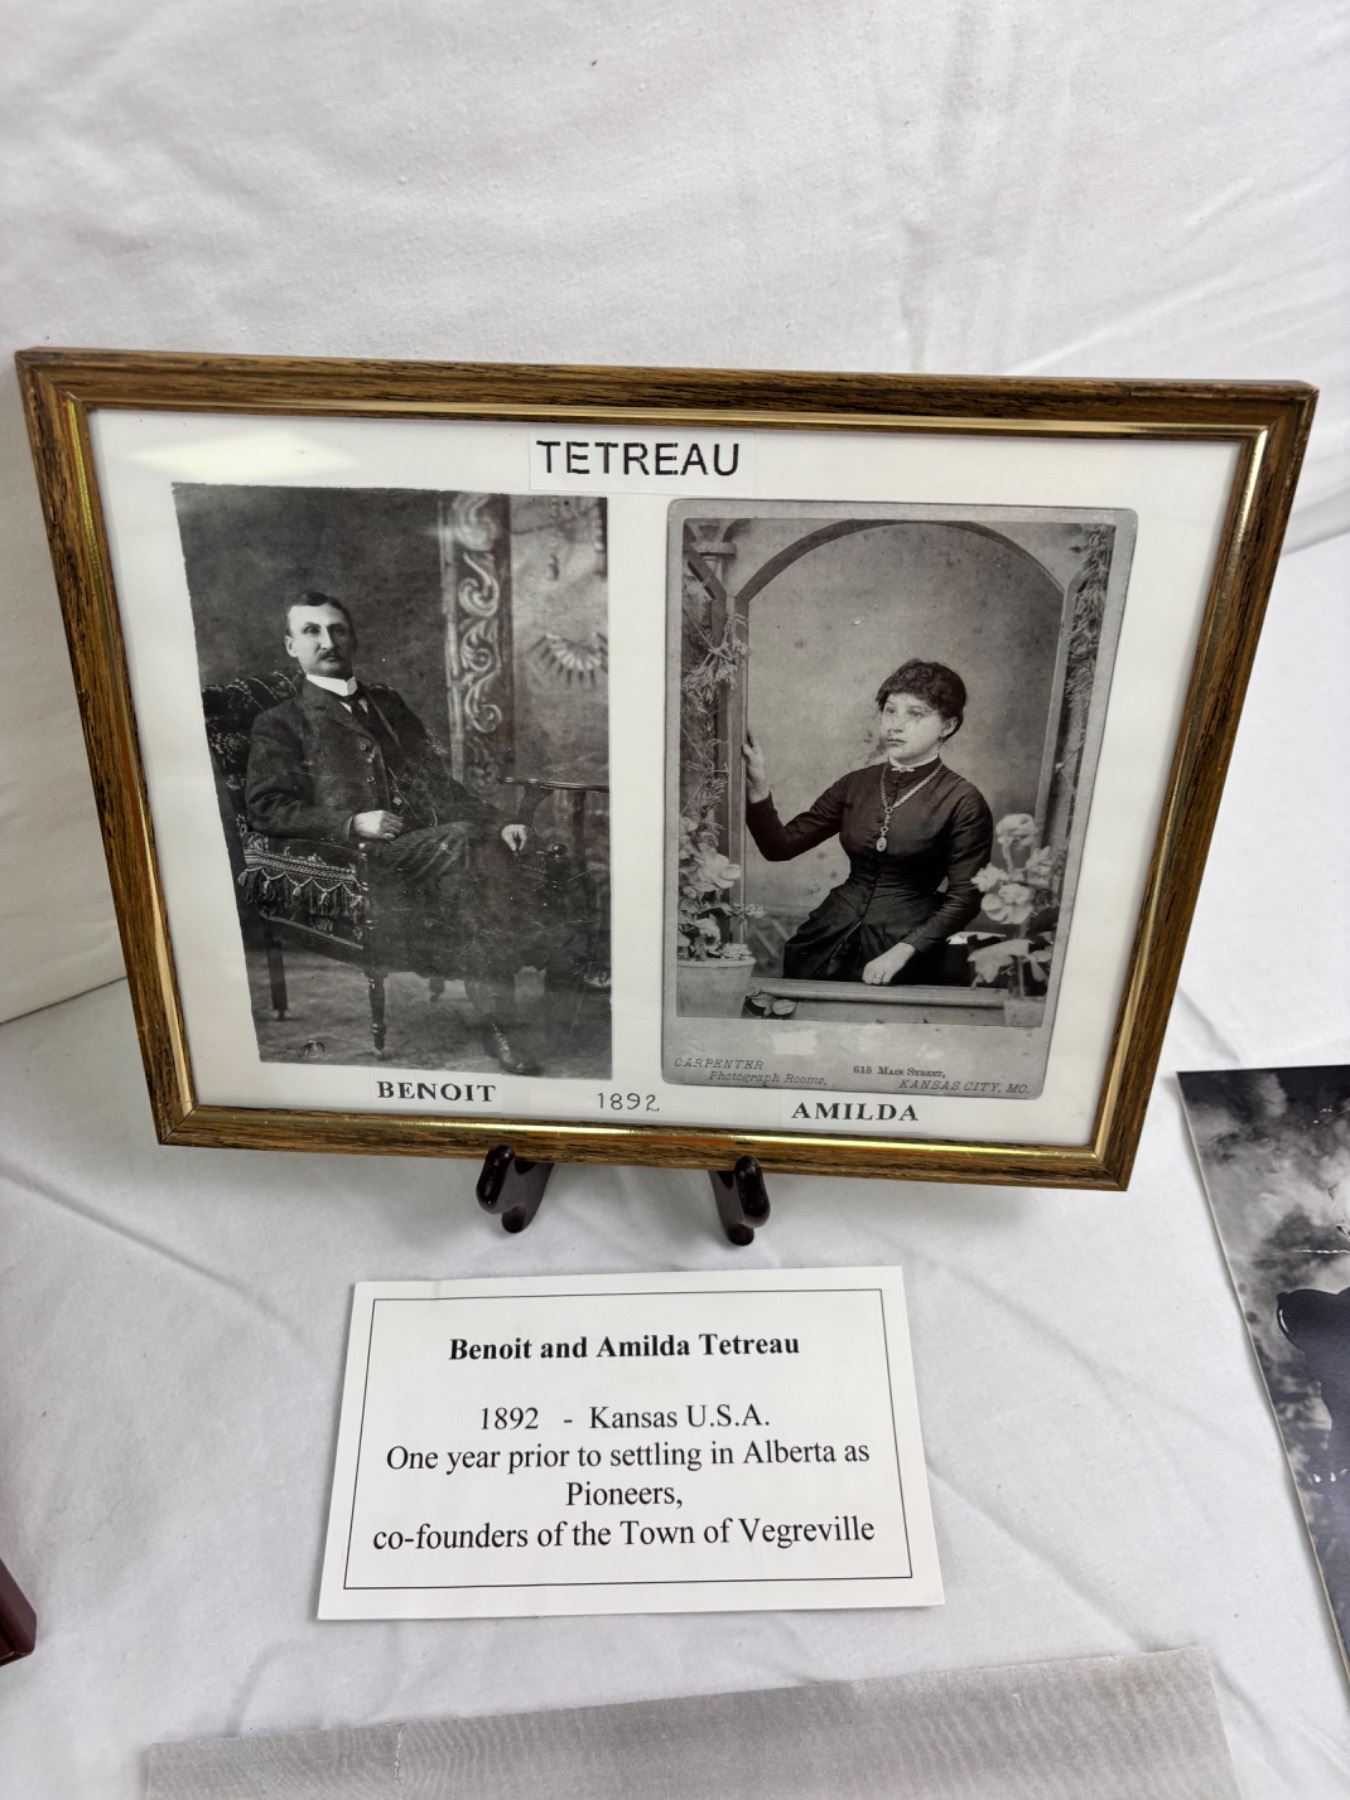 TETREAU
CARPENTER
Photograph Rooms,
615 MAIN STREET,
KANSAS CITY, MO.
BENOIT
1892
AMILDA
Benoit and Amilda Tetreau
1892 - Kansas U.S.A.
One year prior to settling in Alberta as
Pioneers,
co-founders of the Town of Vegreville